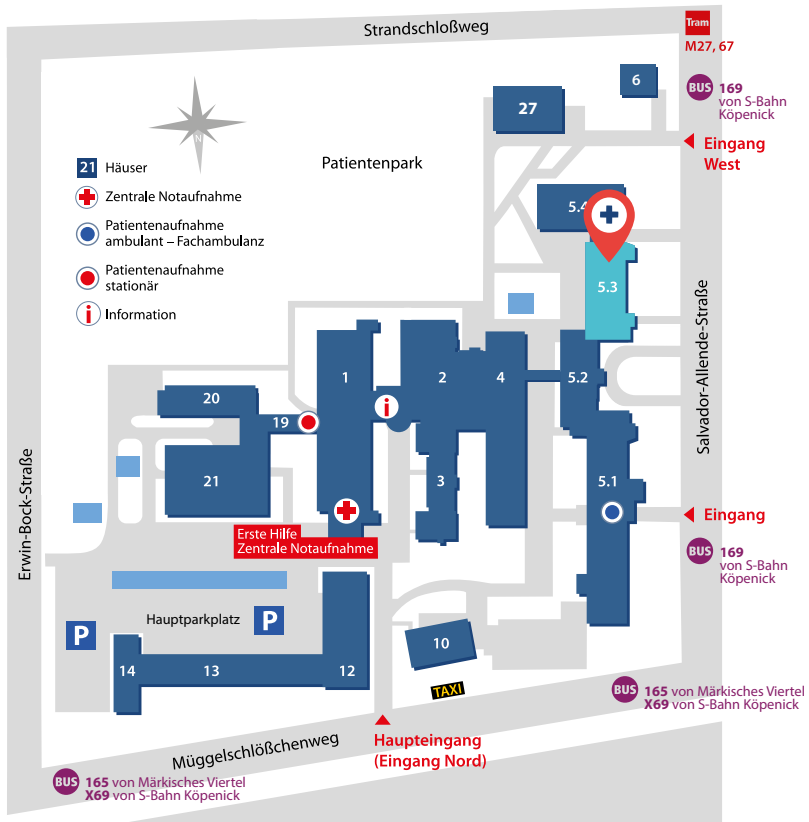 Strandschloßweg
Tram
M27, 67
BUS 169
von S-Bahn
Köpenick
6
27
Eingang
West
N
Patientenpark
21 Häuser
Zentrale Notaufnahme
Patientenaufnahme
ambulant – Fachambulanz
Patientenaufnahme
stationär
i Information
5.4
5.3
Salvador-Allende-Straße
1
2
4
5.2
20
19
i
21
3
5.1
Erwin-Bock-Straße
Eingang
Erste Hilfe
Zentrale Notaufnahme
BUS 169
von S-Bahn
Köpenick
Hauptparkplatz
P
P
10
14
13
12
TAXI
BUS 165 von Märkisches Viertel
X69 von S-Bahn Köpenick
Haupteingang
(Eingang Nord)
Müggelschlößchenweg
BUS 165 von Märkisches Viertel
X69 von S-Bahn Köpenick